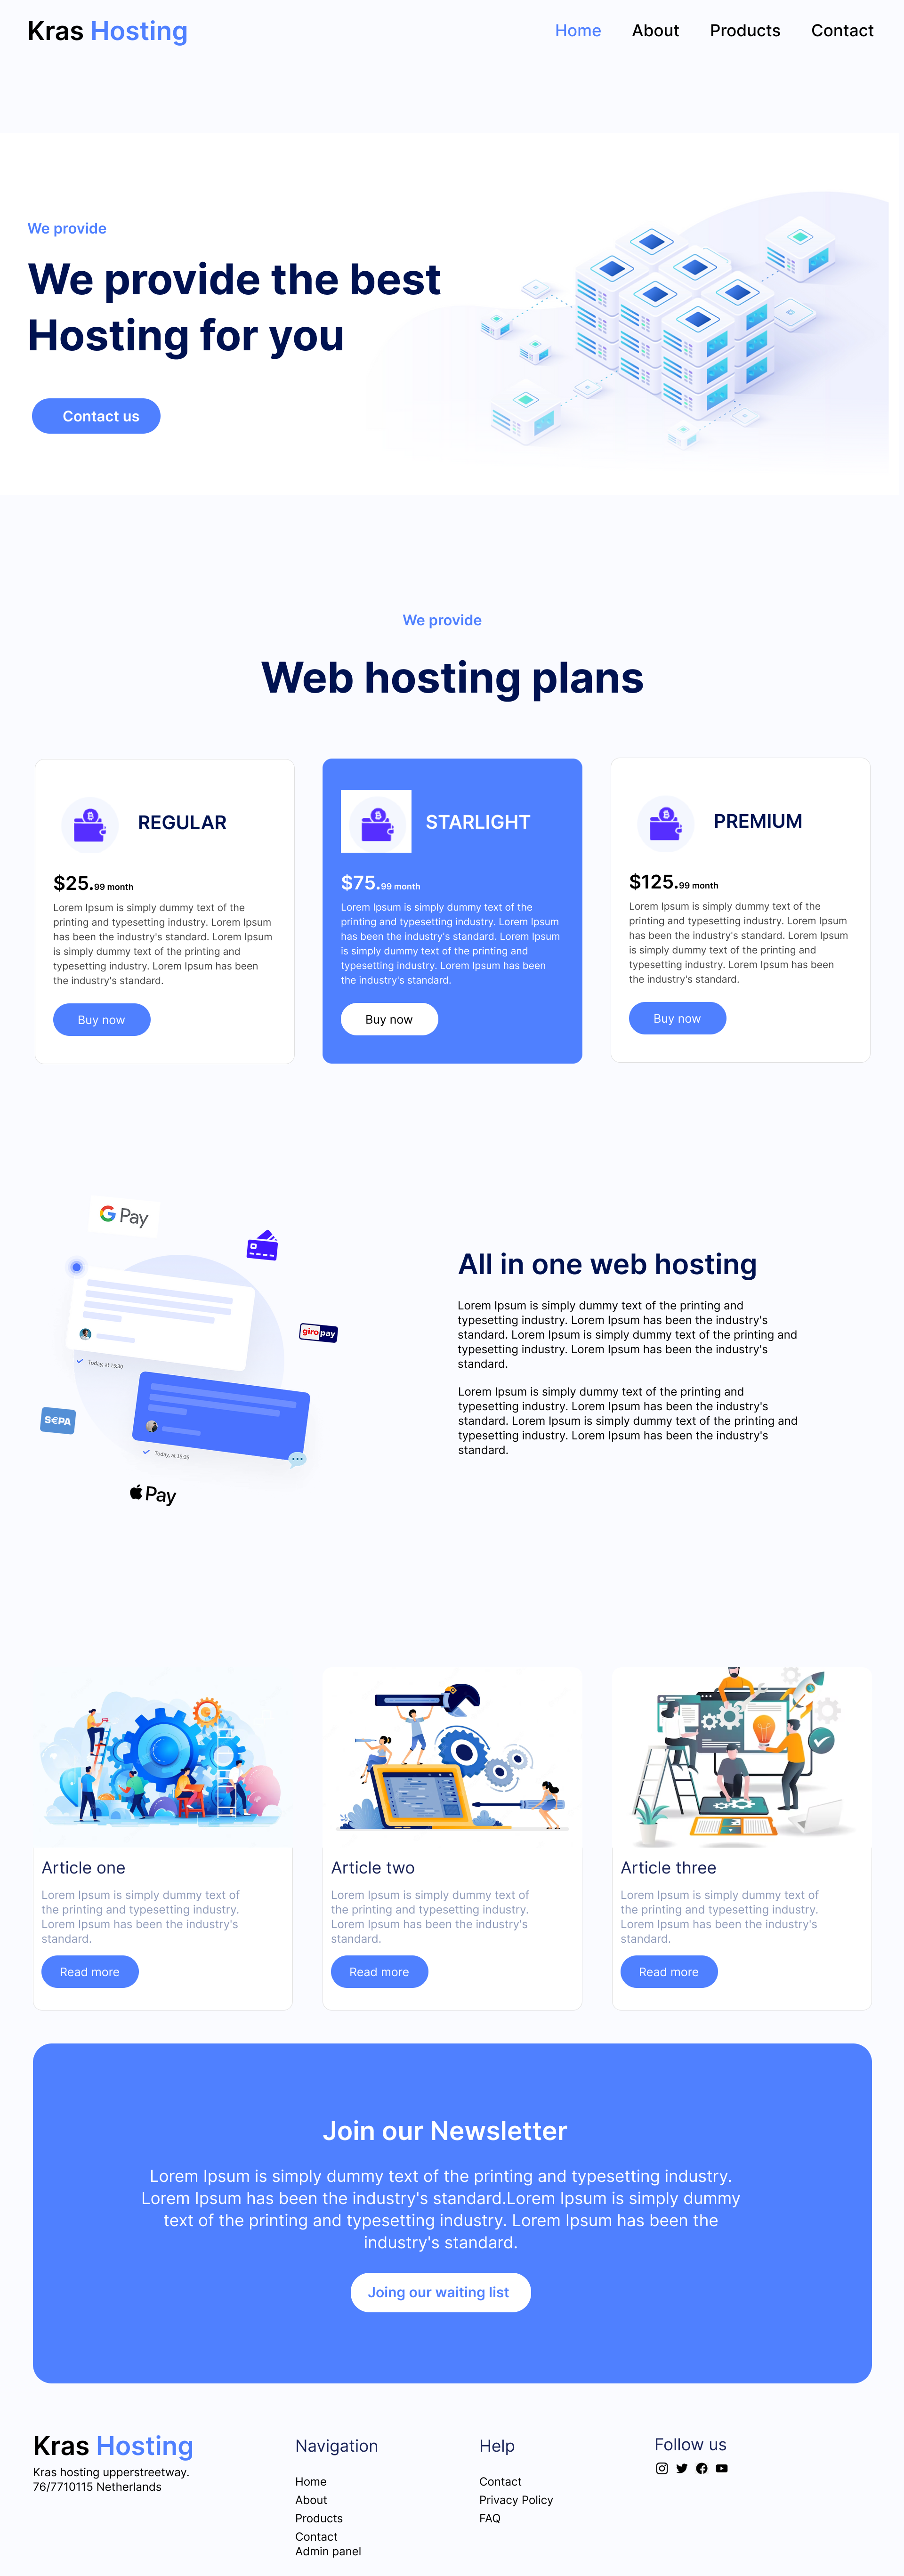 Kras Hosting
Home About Products Contact
We provide
We provide the best
Hosting for you
Contact us
We provide
Web hosting plans
REGULAR
$25.99 month
Lorem Ipsum is simply dummy text of the
printing and typesetting industry. Lorem Ipsum
has been the industry's standard. Lorem Ipsum
is simply dummy text of the printing and
typesetting industry. Lorem Ipsum has been
the industry's standard.
Buy now
STARLIGHT
$75.99 month
Lorem Ipsum is simply dummy text of the
printing and typesetting industry. Lorem Ipsum
has been the industry's standard. Lorem Ipsum
is simply dummy text of the printing and
typesetting industry. Lorem Ipsum has been
the industry's standard.
Buy now
PREMIUM
$125.99 month
Lorem Ipsum is simply dummy text of the
printing and typesetting industry. Lorem Ipsum
has been the industry's standard. Lorem Ipsum
is simply dummy text of the printing and
typesetting industry. Lorem Ipsum has been
the industry's standard.
Buy now
G Pay
giropay
Today, at 15:30
S€PA
Today, at 15:35
Pay
All in one web hosting
Lorem Ipsum is simply dummy text of the printing and
typesetting industry. Lorem Ipsum has been the industry's
standard. Lorem Ipsum is simply dummy text of the printing and
typesetting industry. Lorem Ipsum has been the industry's
standard.
Lorem Ipsum is simply dummy text of the printing and
typesetting industry. Lorem Ipsum has been the industry's
standard. Lorem Ipsum is simply dummy text of the printing and
typesetting industry. Lorem Ipsum has been the industry's
standard.
Article one
Lorem Ipsum is simply dummy text of
the printing and typesetting industry.
Lorem Ipsum has been the industry's
standard.
Read more
Article two
Lorem Ipsum is simply dummy text of
the printing and typesetting industry.
Lorem Ipsum has been the industry's
standard.
Read more
Article three
Lorem Ipsum is simply dummy text of
the printing and typesetting industry.
Lorem Ipsum has been the industry's
standard.
Read more
Join our Newsletter
Lorem Ipsum is simply dummy text of the printing and typesetting industry.
Lorem Ipsum has been the industry's standard.Lorem Ipsum is simply dummy
text of the printing and typesetting industry. Lorem Ipsum has been the
industry's standard.
Joing our waiting list
Kras Hosting
Kras hosting upperstreetway.
76/7710115 Netherlands
Navigation
Home
About
Products
Contact
Admin panel
Help
Contact
Privacy Policy
FAQ
Follow us